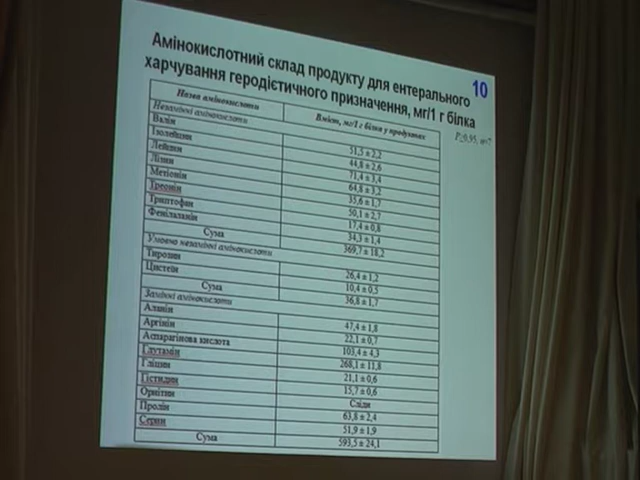 Амінокислотний склад продукту для ентерального
харчування геродієтичного призначення, мг/1 г білка
10
P≥0,95, n=7
Назва амінокислоти Вміст, мг/1 г білка у продуктах
Незамінні амінокислоти
Валін 51,3 ± 2,2
Ізолейцин 44,8 ± 2,6
Лейцин 71,4 ± 3,4
Лізин 64,8 ± 3,2
Метіонін 35,6 ± 1,7
Треонін 50,1 ± 2,7
Триптофан 17,4 ± 0,8
Фенілаланін 34,3 ± 1,4
Сума 369,7 ± 18,2
Умовно незамінні амінокислоти
Тирозин 26,4 ± 1,2
Цистеїн 10,4 ± 0,5
Сума 36,8 ± 1,7
Замінні амінокислоти
Аланін 47,4 ± 1,8
Аргінін 22,1 ± 0,7
Аспарагінова кислота 103,4 ± 4,3
Глутамін 268,1 ± 11,8
Гліцин 21,1 ± 0,6
Гістидин 15,7 ± 0,6
Орнітин Сліди
Пролін 63,8 ± 2,4
Серин 51,9 ± 1,9
Сума 593,5 ± 24,1